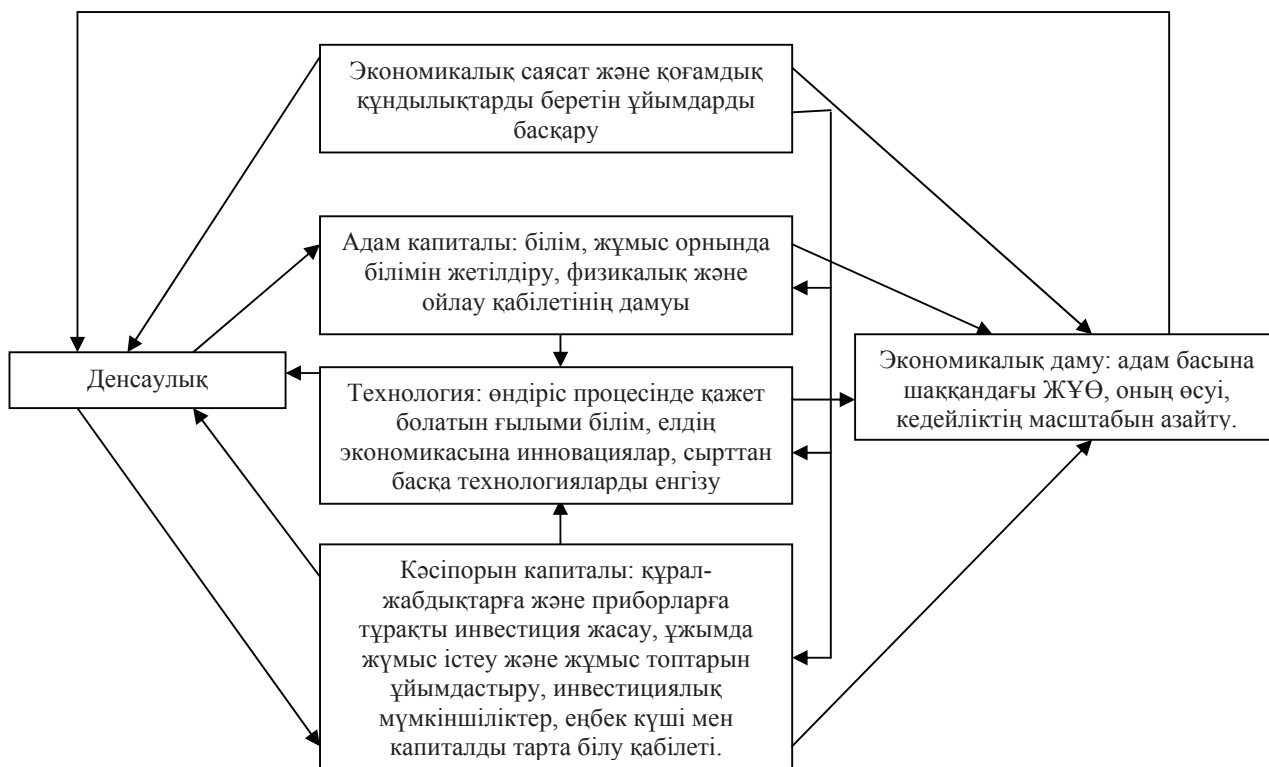 Экономикалық саясат және қоғамдық
құндылықтарды беретін ұйымдарды
басқару
Адам капиталы: білім, жұмыс орнында
білімін жетілдіру, физикалық және
ойлау қабілетінің дамуы
Денсаулық
Технология: өндіріс процесінде қажет
болатын ғылыми білім, елдің
экономикасына инновациялар, сырттан
басқа технологияларды енгізу
Экономикалық даму: адам басына
шаққандағы ЖҰӨ, оның өсуі,
кедейліктің масштабын азайту.
Кәсіпорын капиталы: құрал-
жабдықтарға және приборларға
тұрақты инвестиция жасау, ұжымда
жүмыс істеу және жұмыс топтарын
ұйымдастыру, инвестициялық
мүмкіншіліктер, еңбек күші мен
капиталды тарта білу қабілеті.